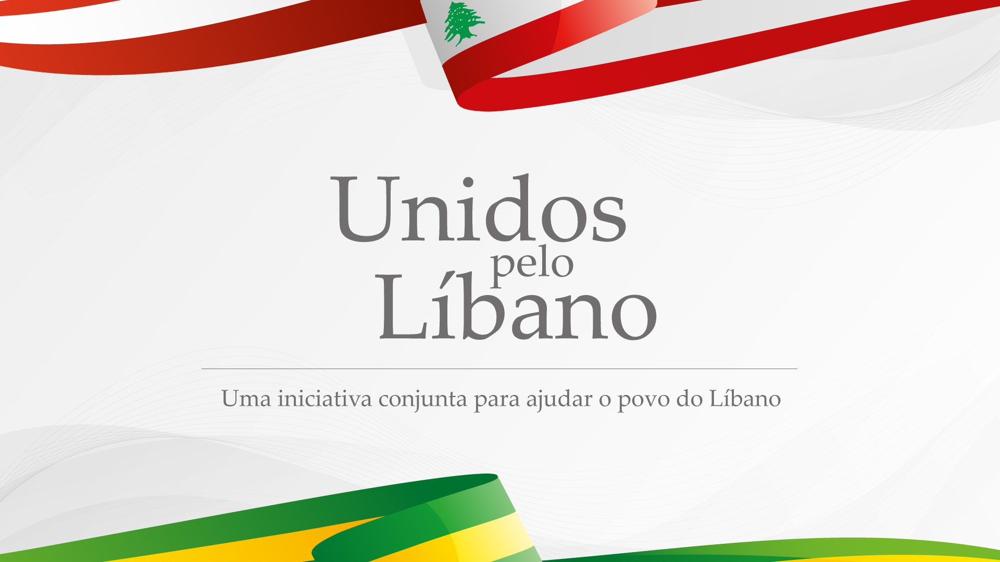 Unidos
pelo
Líbano
Uma iniciativa conjunta para ajudar o povo do Líbano